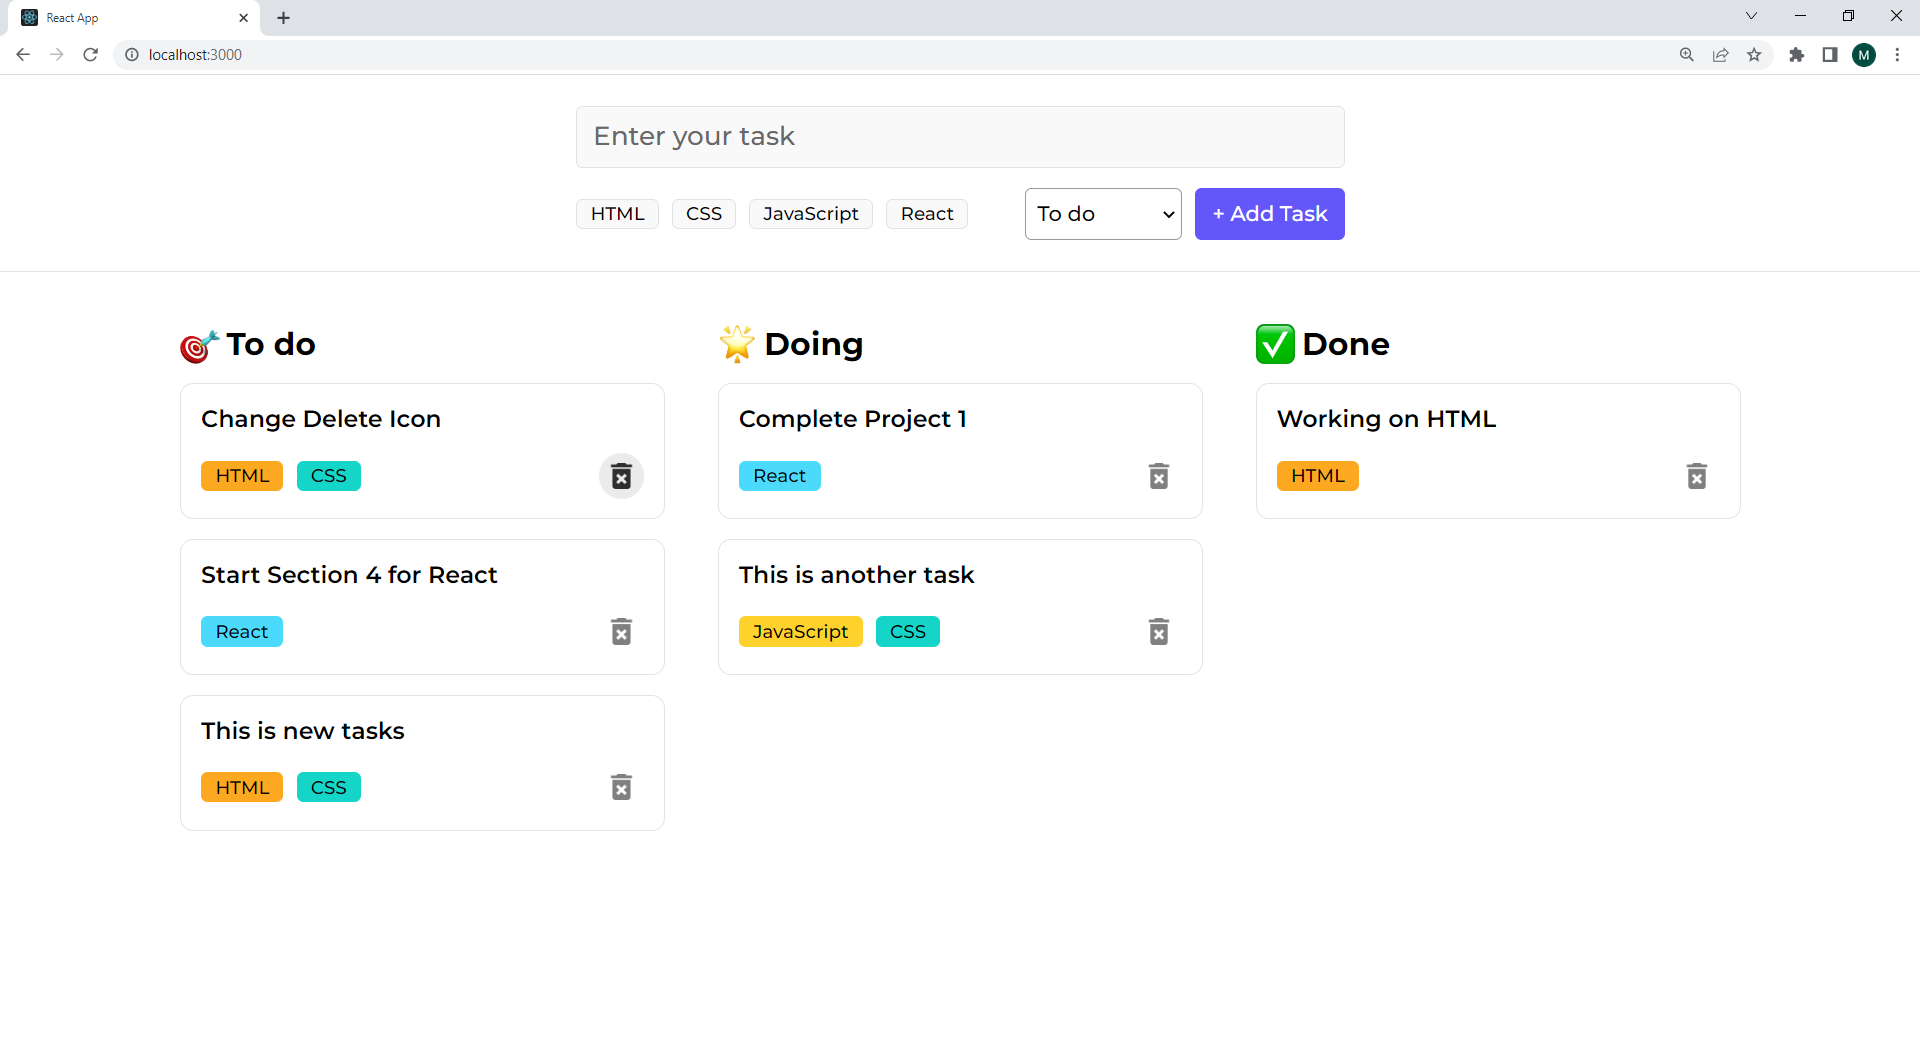 React App
localhost:3000
M
Enter your task
HTML CSS JavaScript React To do + Add Task
To do
Change Delete Icon
HTML CSS
Start Section 4 for React
React
This is new tasks
HTML CSS
Doing
Complete Project 1
React
This is another task
JavaScript CSS
Done
Working on HTML
HTML